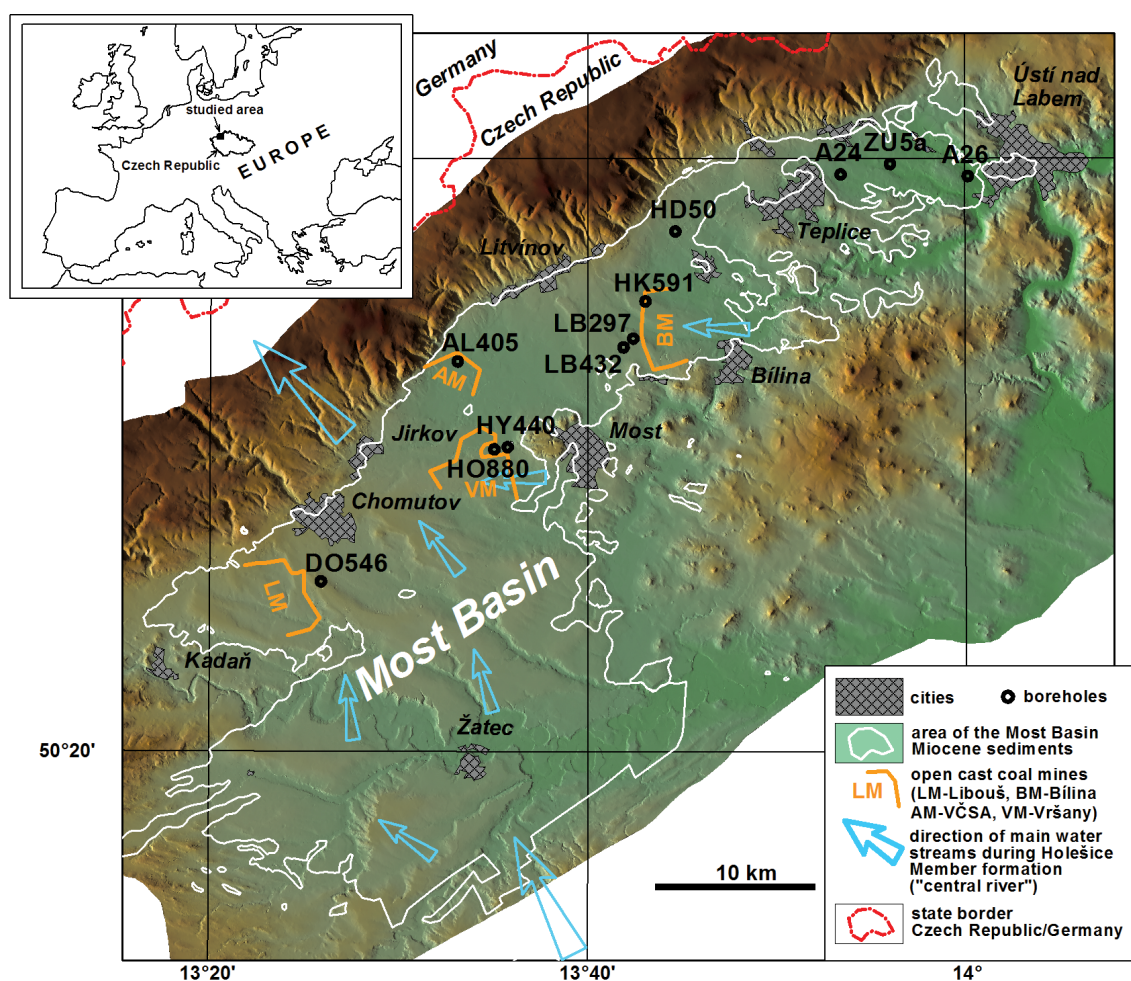 studied area
Czech Republic
EUROPE
Germany
Czech Republic
Ústí nad
Labem
ZU5a
A24
A26
HD50
Teplice
Litvínov
HK591
LB297
BM
AL405
LB432
AM
Bílina
HY440
Jirkov
Most
HO880
VM
Chomutov
DO546
LM
Most Basin
Kadaň
Žatec
50°20'
10 km
13°20'
13°40'
14°
cities
boreholes
area of the Most Basin
Miocene sediments
LM
open cast coal mines
(LM-Libouš, BM-Bílina
AM-VČSA, VM-Vršany)
direction of main water
streams during Holešice
Member formation
("central river")
state border
Czech Republic/Germany